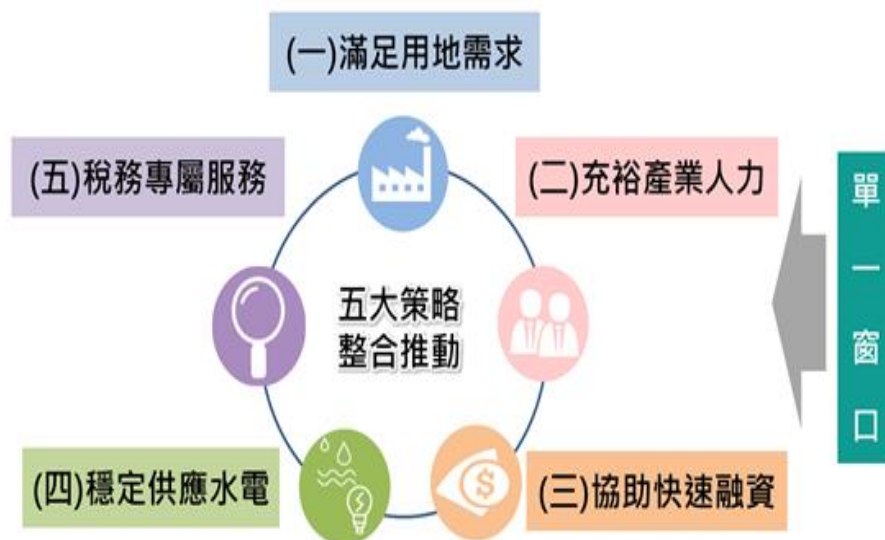 (一)滿足用地需求
(五)稅務專屬服務
(二)充裕產業人力
五大策略
整合推動
(四)穩定供應水電
(三)協助快速融資
單一窗口
$